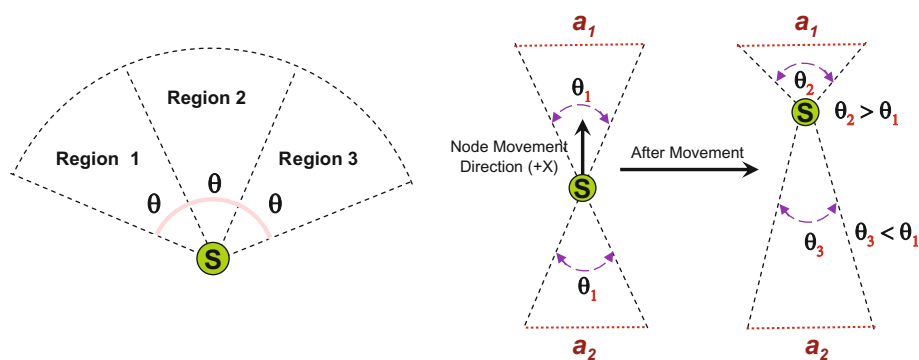 Region 1
Region 2
Region 3
θ
θ
θ
S
a1
θ1
Node Movement
Direction (+X)
S
θ1
a2
After Movement
a1
θ2
S
θ2 > θ1
θ3
θ3 < θ1
a2